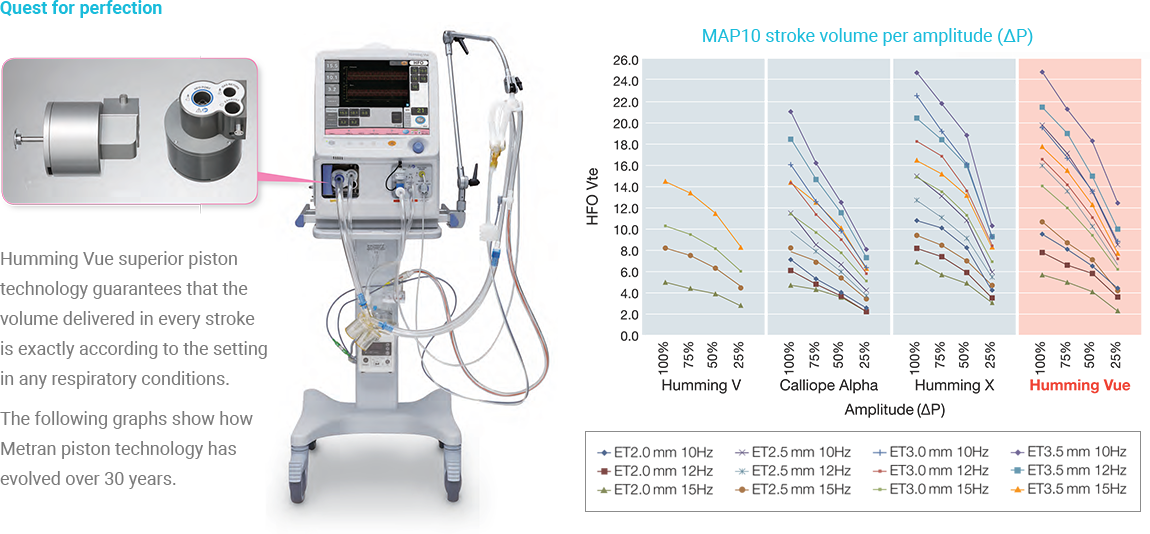 Quest for perfection
Humming Vue superior piston
technology guarantees that the
volume delivered in every stroke
is exactly according to the setting
in any respiratory conditions.
The following graphs show how
Metran piston technology has
evolved over 30 years.
MAP10 stroke volume per amplitude (ΔP)
HFO Vte
26.0
24.0
22.0
20.0
18.0
16.0
14.0
12.0
10.0
8.0
6.0
4.0
2.0
0.0
100% 75% 50% 25% 100% 75% 50% 25% 100% 75% 50% 25% 100% 75% 50% 25%
Humming V Calliope Alpha Humming X Humming Vue
Amplitude (ΔP)
ET2.0 mm 10Hz ET2.5 mm 10Hz ET3.0 mm 10Hz ET3.5 mm 10Hz
ET2.0 mm 12Hz ET2.5 mm 12Hz ET3.0 mm 12Hz ET3.5 mm 12Hz
ET2.0 mm 15Hz ET2.5 mm 15Hz ET3.0 mm 15Hz ET3.5 mm 15Hz